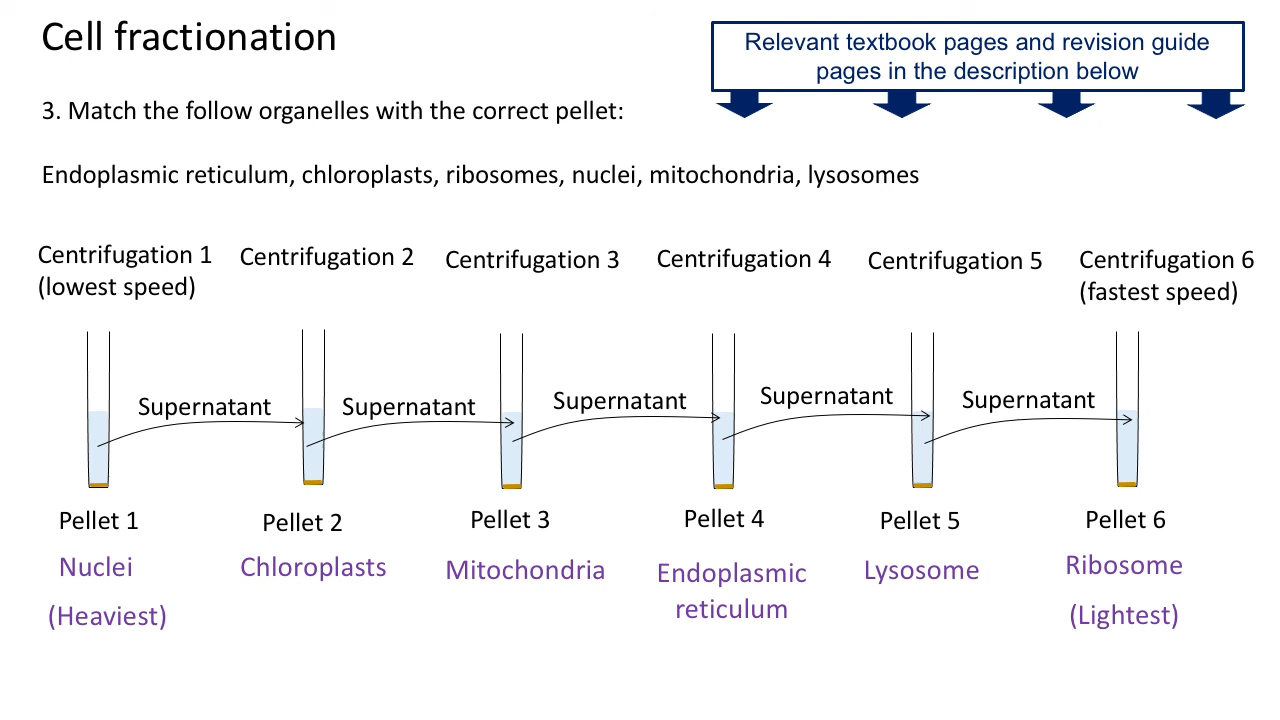 Cell fractionation
Relevant textbook pages and revision guide
pages in the description below
3. Match the follow organelles with the correct pellet:
Endoplasmic reticulum, chloroplasts, ribosomes, nuclei, mitochondria, lysosomes
Centrifugation 1
(lowest speed)
Centrifugation 2
Centrifugation 3
Centrifugation 4
Centrifugation 5
Centrifugation 6
(fastest speed)
Supernatant
Supernatant
Supernatant
Supernatant
Supernatant
Pellet 1
Pellet 2
Pellet 3
Pellet 4
Pellet 5
Pellet 6
Nuclei
(Heaviest)
Chloroplasts
Mitochondria
Endoplasmic
reticulum
Lysosome
Ribosome
(Lightest)